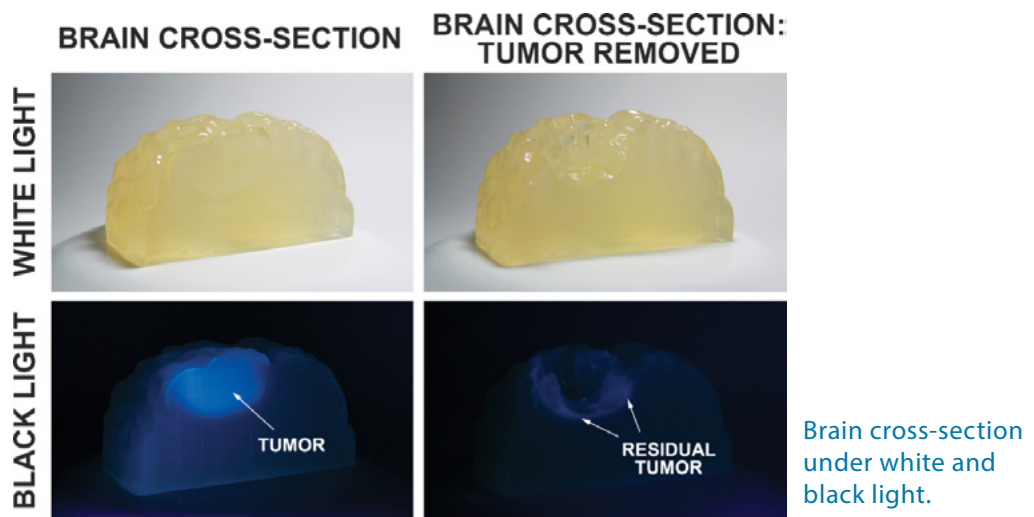 BRAIN CROSS-SECTION
BRAIN CROSS-SECTION:
TUMOR REMOVED
WHITE LIGHT
BLACK LIGHT
TUMOR
RESIDUAL
TUMOR
Brain cross-section
under white and
black light.